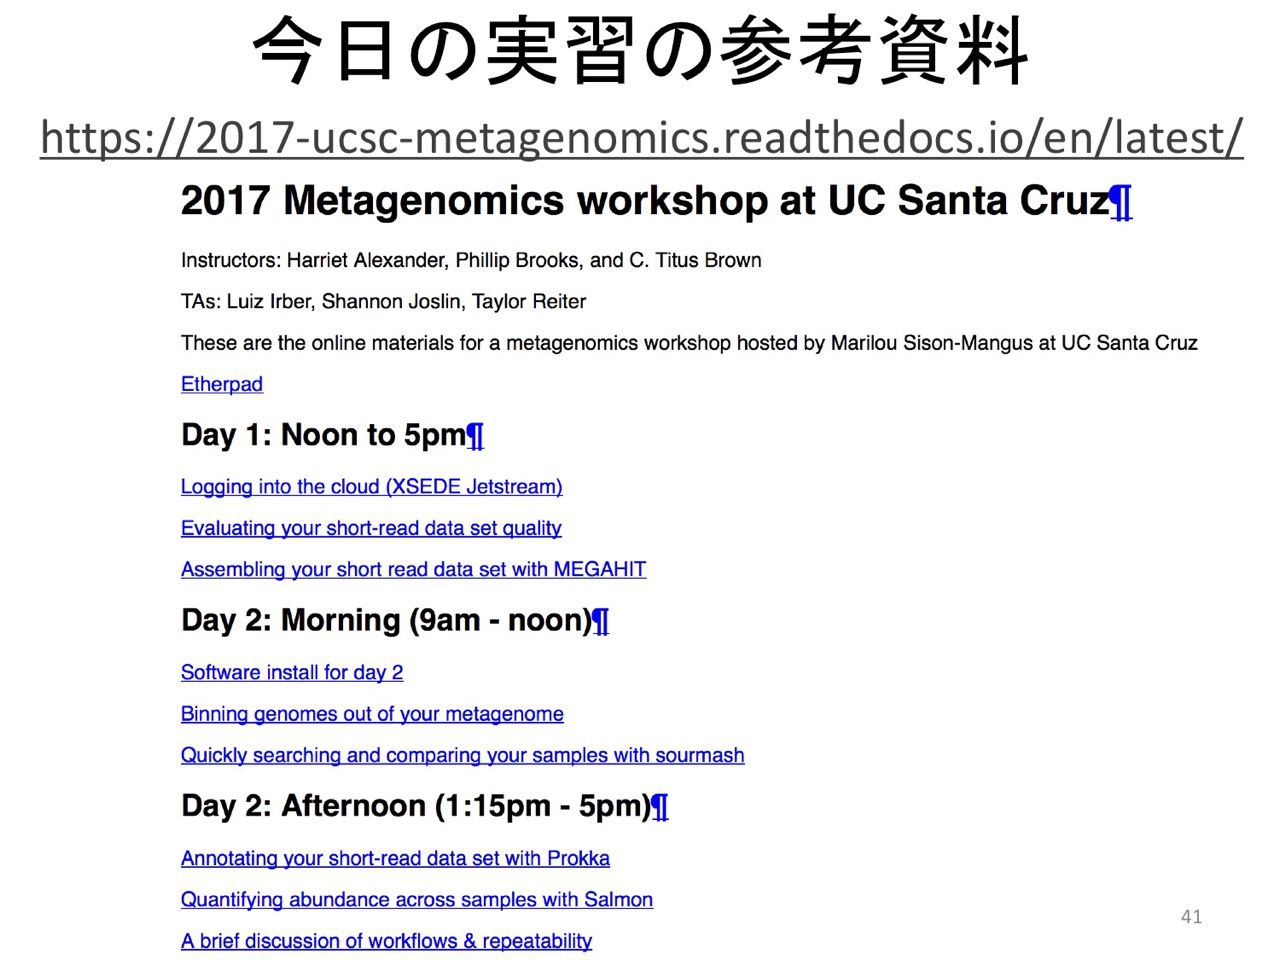 今日の実習の参考資料
https://2017-ucsc-metagenomics.readthedocs.io/en/latest/
2017 Metagenomics workshop at UC Santa Cruz¶
Instructors: Harriet Alexander, Phillip Brooks, and C. Titus Brown
TAs: Luiz Irber, Shannon Joslin, Taylor Reiter
These are the online materials for a metagenomics workshop hosted by Marilou Sison-Mangus at UC Santa Cruz
Etherpad
Day 1: Noon to 5pm¶
Logging into the cloud (XSEDE Jetstream)
Evaluating your short-read data set quality
Assembling your short read data set with MEGAHIT
Day 2: Morning (9am - noon)¶
Software install for day 2
Binning genomes out of your metagenome
Quickly searching and comparing your samples with sourmash
Day 2: Afternoon (1:15pm - 5pm)¶
Annotating your short-read data set with Prokka
Quantifying abundance across samples with Salmon
A brief discussion of workflows & repeatability
41